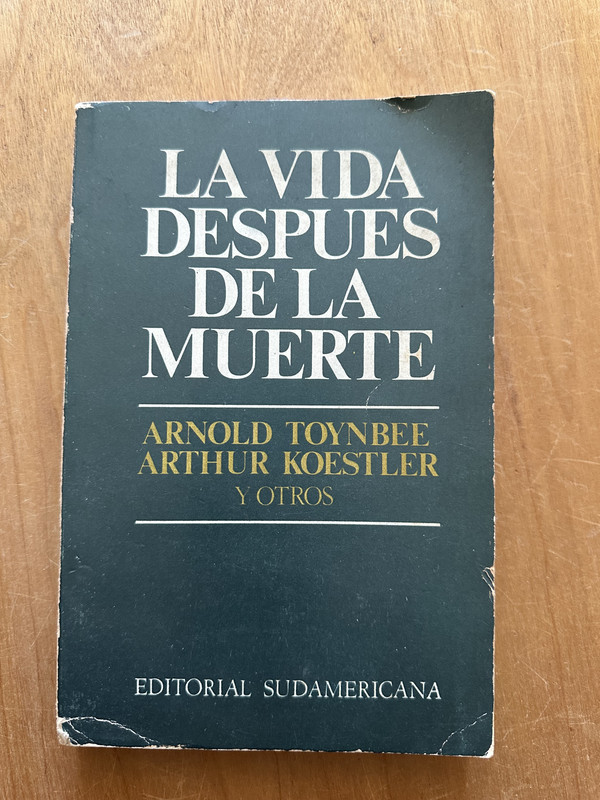 LA VIDA
DESPUES
DE LA
MUERTE
ARNOLD TOYNBEE
ARTHUR KOESTLER
Y OTROS
EDITORIAL SUDAMERICANA